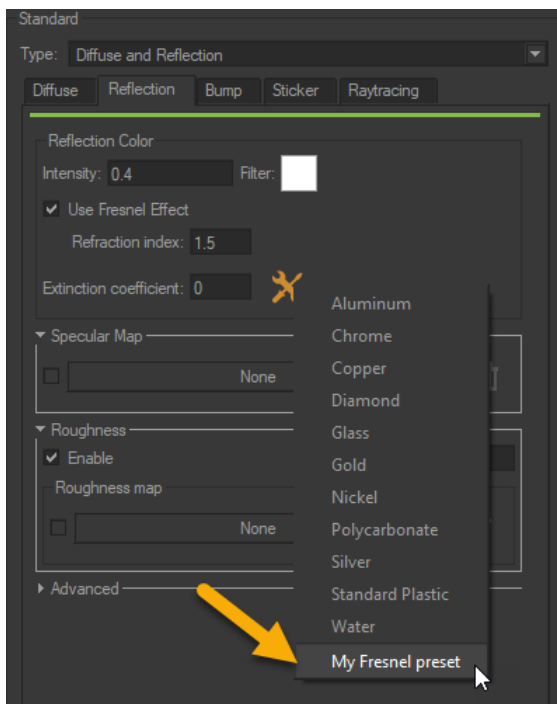 Standard
Type: Diffuse and Reflection
Diffuse Reflection Bump Sticker Raytracing
Reflection Color
Intensity: 0.4 Filter:
Use Fresnel Effect
Refraction index: 1.5
Extinction coefficient: 0
Aluminum
Specular Map
Chrome
Copper
None
Diamond
Roughness
Glass
Enable
Gold
Roughness map
Nickel
None
Polycarbonate
Silver
Advanced
Standard Plastic
Water
My Fresnel preset